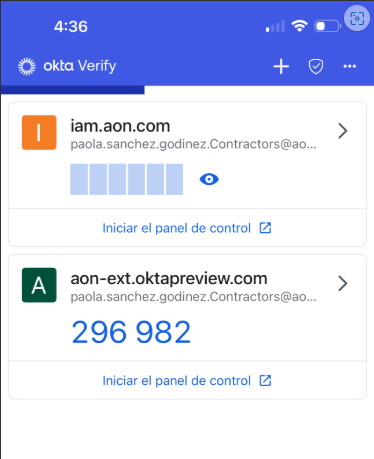 4:36
okta Verify
I
iam.aon.com
paola.sanchez.godinez.Contractors@ao...
Iniciar el panel de control
A
aon-ext.oktapreview.com
paola.sanchez.godinez.Contractors@ao...
296 982
Iniciar el panel de control